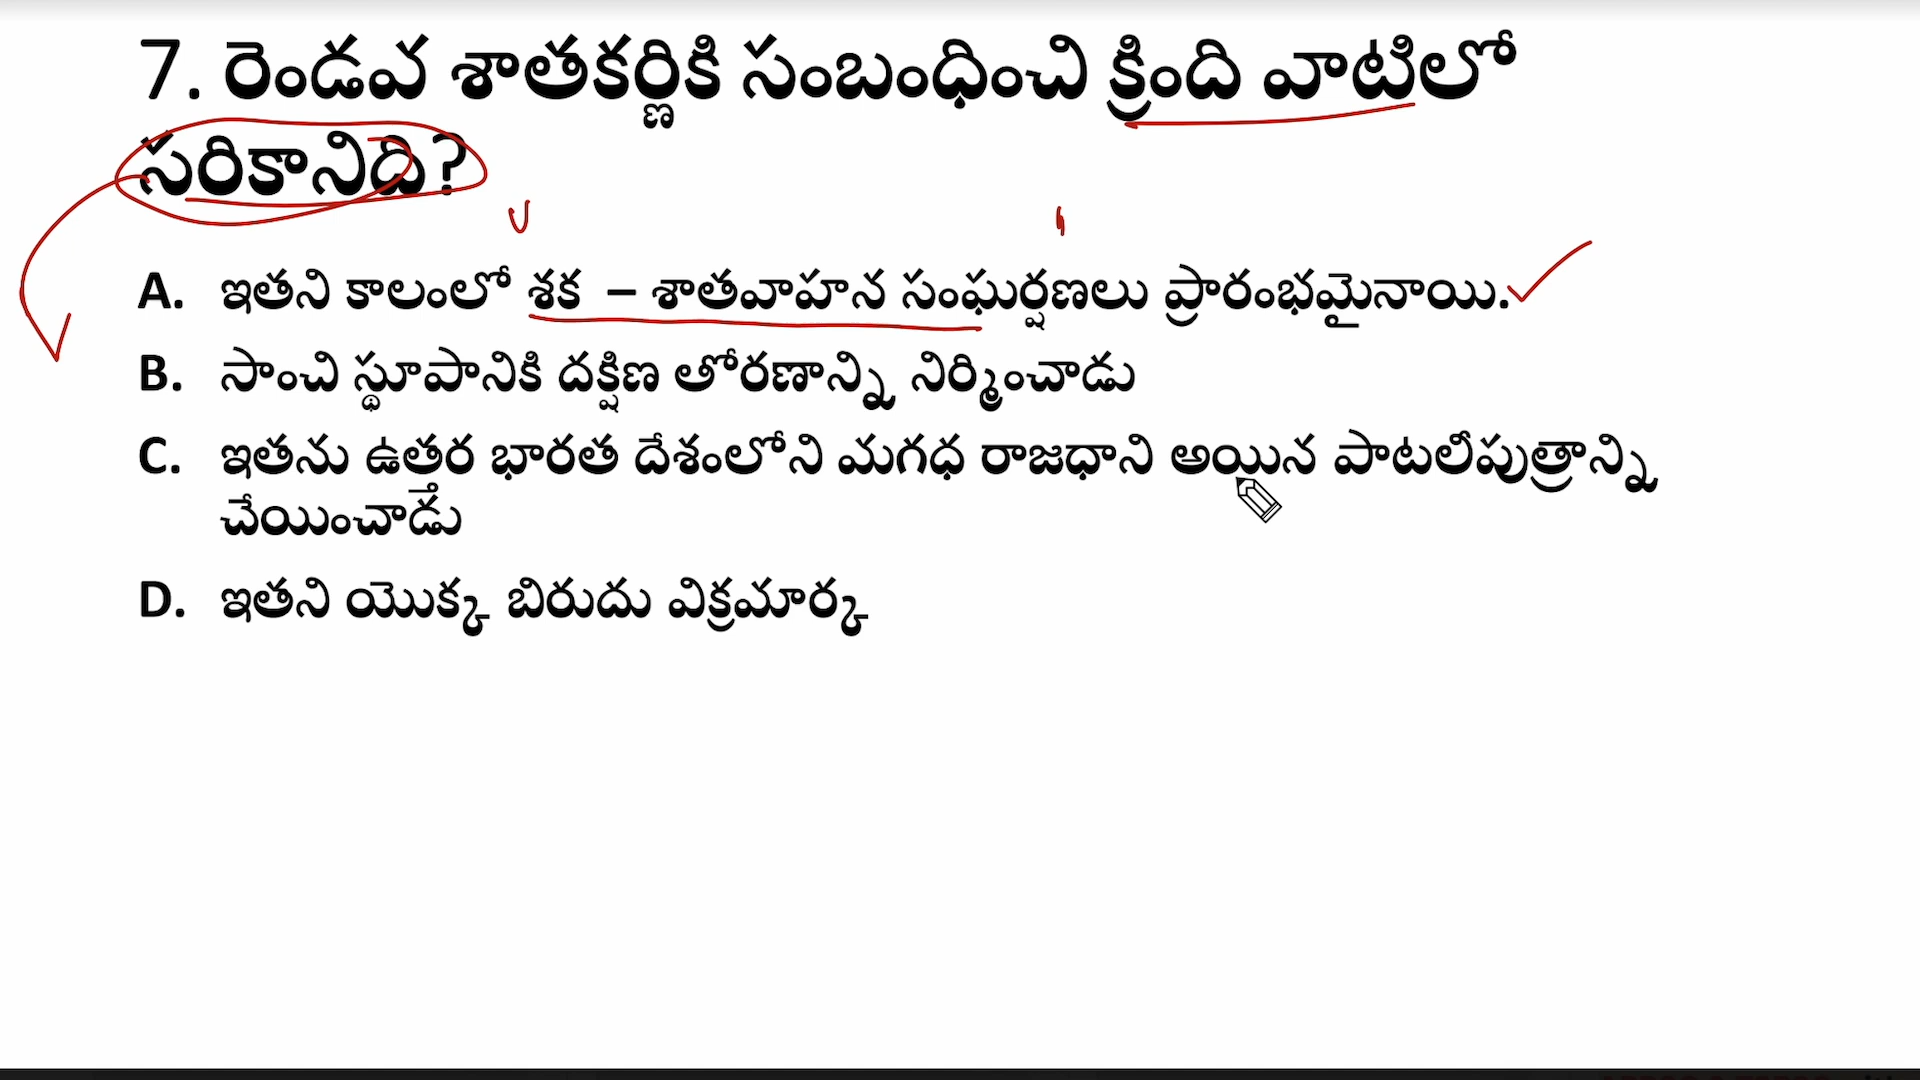 7. రెండవ శాతకర్ణికి సంబంధించి క్రింది వాటిలో
సరికానిది?
A. ఇతని కాలంలో శక – శాతవాహన సంఘర్షణలు ప్రారంభమైనాయి.
B. సాంచి స్థూపానికి దక్షిణ తోరణాన్ని నిర్మించాడు
C. ఇతను ఉత్తర భారత దేశంలోని మగధ రాజధాని అయిన పాటలీపుత్రాన్ని
చేయించాడు
D. ఇతని యొక్క బిరుదు విక్రమార్క